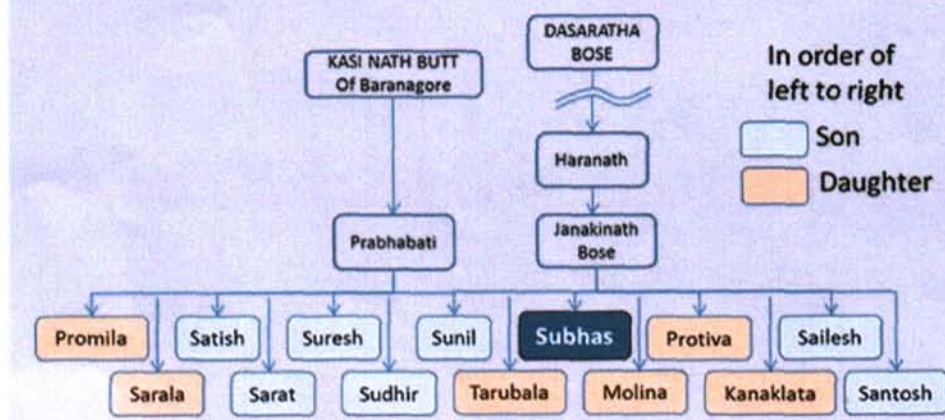 DASARATHA
BOSE
KASI NATH BUTT
Of Baranagore
In order of
left to right
Son
Daughter
Haranath
Prabhabati
Janakinath
Bose
Promila
Satish
Suresh
Sunil
Subhas
Protiva
Sailesh
Sarala
Sarat
Sudhir
Tarubala
Molina
Kanaklata
Santosh